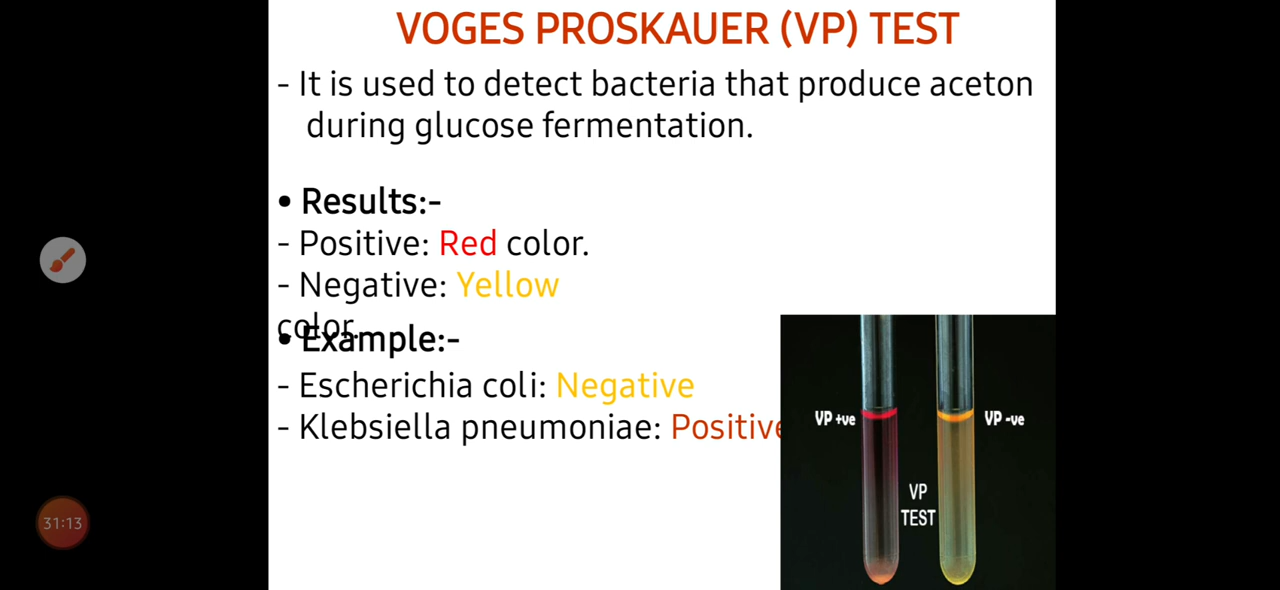 VOGES PROSKAUER (VP) TEST
- It is used to detect bacteria that produce aceton
during glucose fermentation.
• Results:-
- Positive: Red color.
- Negative: Yellow
color.
• Example:-
- Escherichia coli: Negative
- Klebsiella pneumoniae: Positive
VP +ve
VP -ve
VP
TEST
31:13